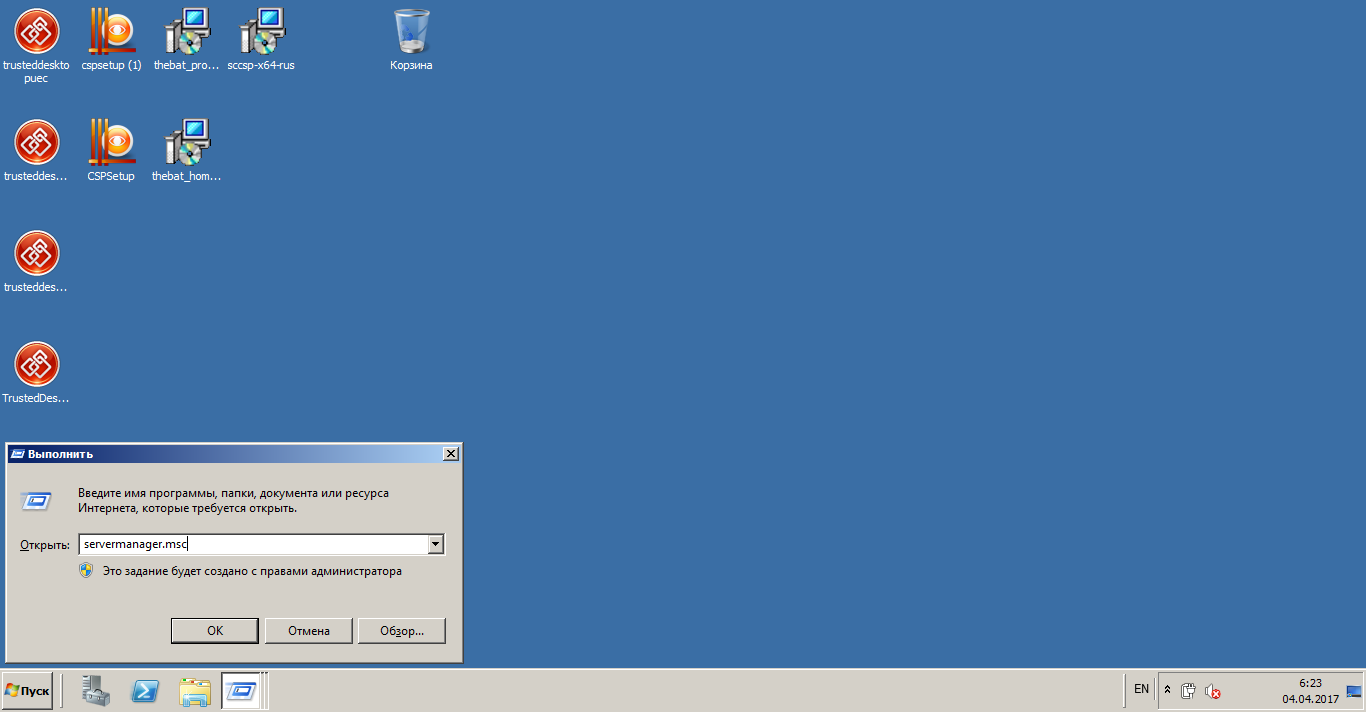 trusteddeskto
puec
cspsetup (1)
thebat_pro...
sccsp-x64-rus
Корзина
trusteddes...
CSPSetup
thebat_hom...
trusteddes...
TrustedDes...
Выполнить
Введите имя программы, папки, документа или ресурса
Интернета, которые требуется открыть.
Открыть:
servermanager.msc
Это задание будет создано с правами администратора
OK
Отмена
Обзор...
Пуск
EN
6:23
04.04.2017